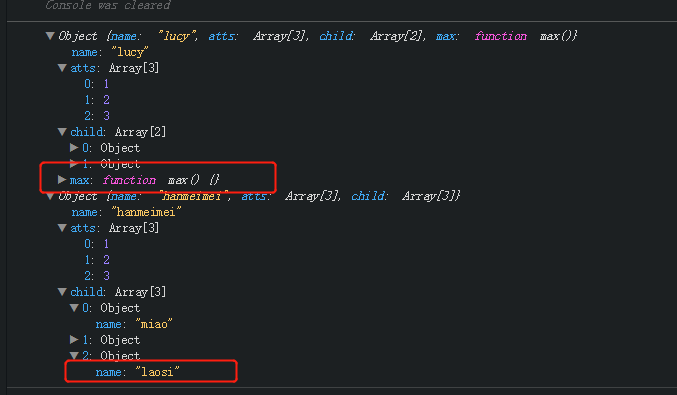 Console was cleared
Object {name: "lucy", atts: Array[3], child: Array[2], max: function max()}
name: "lucy"
atts: Array[3]
0: 1
1: 2
2: 3
child: Array[2]
0: Object
1: Object
max: function max() {}
Object {name: "hanmeimei", atts: Array[3], child: Array[3]}
name: "hanmeimei"
atts: Array[3]
0: 1
1: 2
2: 3
child: Array[3]
0: Object
name: "miao"
1: Object
2: Object
name: "laosi"